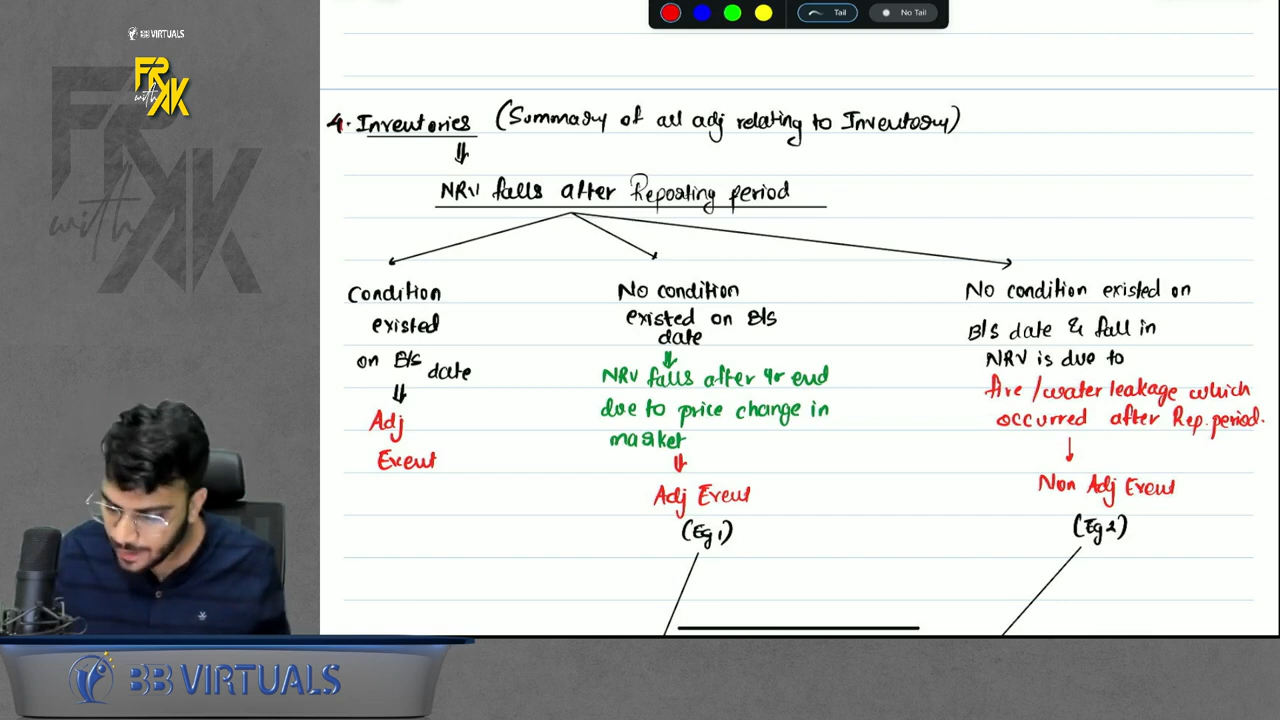 Tail
No Tail
BB VIRTUALS
FR
with
AK
FR
with
AK
4. Inventories (Summary of all adj relating to Inventory)
NRV falls after Reporting period
Condition
existed
on B/S date
Adj
Event
No condition
existed on B/S
date
NRV falls after Yr end
due to price change in
market
Adj Event
(Eg 1)
No condition existed on
B/S date & fall in
NRV is due to
fire/water leakage which
occurred after Rep. period.
Non Adj Event
(Eg 2)
BB VIRTUALS